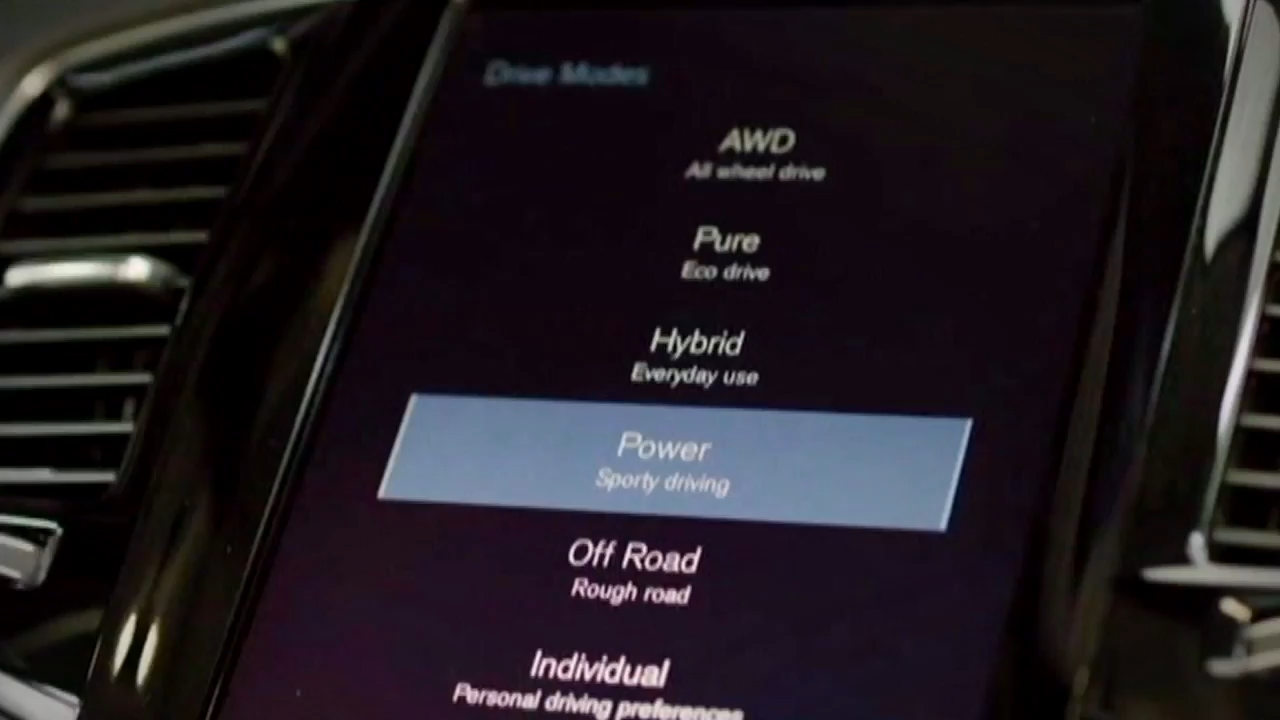 Drive Modes
AWD
All wheel drive
Pure
Eco drive
Hybrid
Everyday use
Power
Sporty driving
Off Road
Rough road
Individual
Personal driving preferences